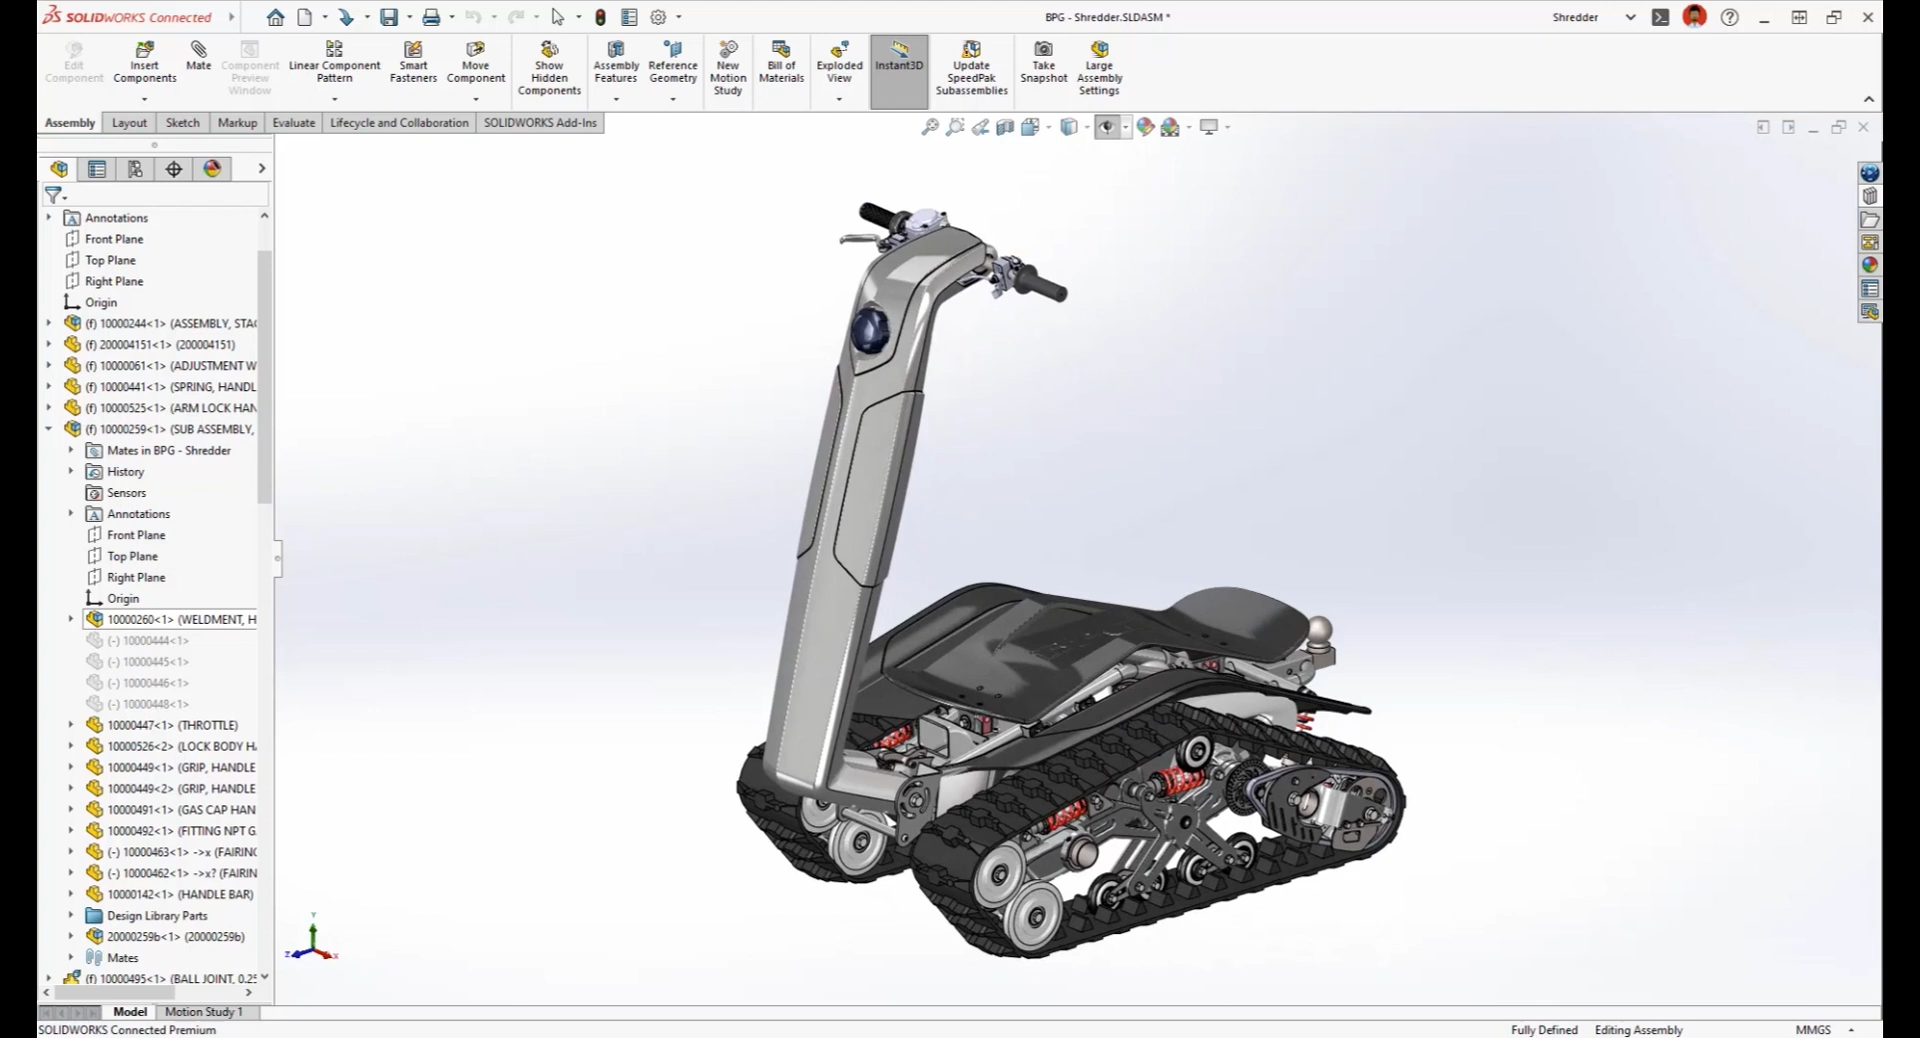 SOLIDWORKS Connected
BPG - Shredder.SLDASM *
Shredder
Edit Component
Insert Components
Mate
Component Preview Window
Linear Component Pattern
Smart Fasteners
Move Component
Show Hidden Components
Assembly Features
Reference Geometry
New Motion Study
Bill of Materials
Exploded View
Instant3D
Update SpeedPak Subassemblies
Take Snapshot
Large Assembly Settings
Assembly
Layout
Sketch
Markup
Evaluate
Lifecycle and Collaboration
SOLIDWORKS Add-Ins
Annotations
Front Plane
Top Plane
Right Plane
Origin
(f) 10000244<1> (ASSEMBLY, STA
(f) 200004151<1> (200004151)
(f) 10000061<1> (ADJUSTMENT W
(f) 10000441<1> (SPRING, HANDL
(f) 10000525<1> (ARM LOCK HAN
(f) 10000259<1> (SUB ASSEMBLY,
Mates in BPG - Shredder
History
Sensors
Annotations
Front Plane
Top Plane
Right Plane
Origin
10000260<1> (WELDMENT, H
(-) 10000444<1>
(-) 10000445<1>
(-) 10000446<1>
(-) 10000448<1>
10000447<1> (THROTTLE)
10000526<2> (LOCK BODY H
10000449<1> (GRIP, HANDLE
10000449<2> (GRIP, HANDLE
10000491<1> (GAS CAP HAN
10000492<1> (FITTING NPT G
(-) 10000463<1> ->x (FAIRIN
(-) 10000462<1> ->x? (FAIRIN
10000142<1> (HANDLE BAR)
Design Library Parts
20000259b<1> (20000259b)
Mates
(f) 10000495<1> (BALL JOINT, 0.25
Y
Z
X
Model
Motion Study 1
SOLIDWORKS Connected Premium
Fully Defined
Editing Assembly
MMGS